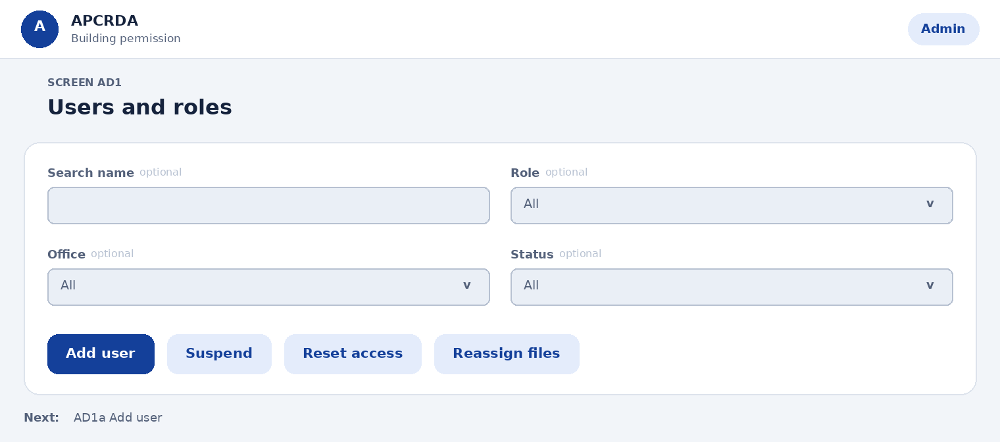 A
APCRDA
Building permission
Admin
SCREEN AD1
Users and roles
Search name optional
Role optional
All v
Office optional
Status optional
All v
All v
Add user
Suspend
Reset access
Reassign files
Next: AD1a Add user